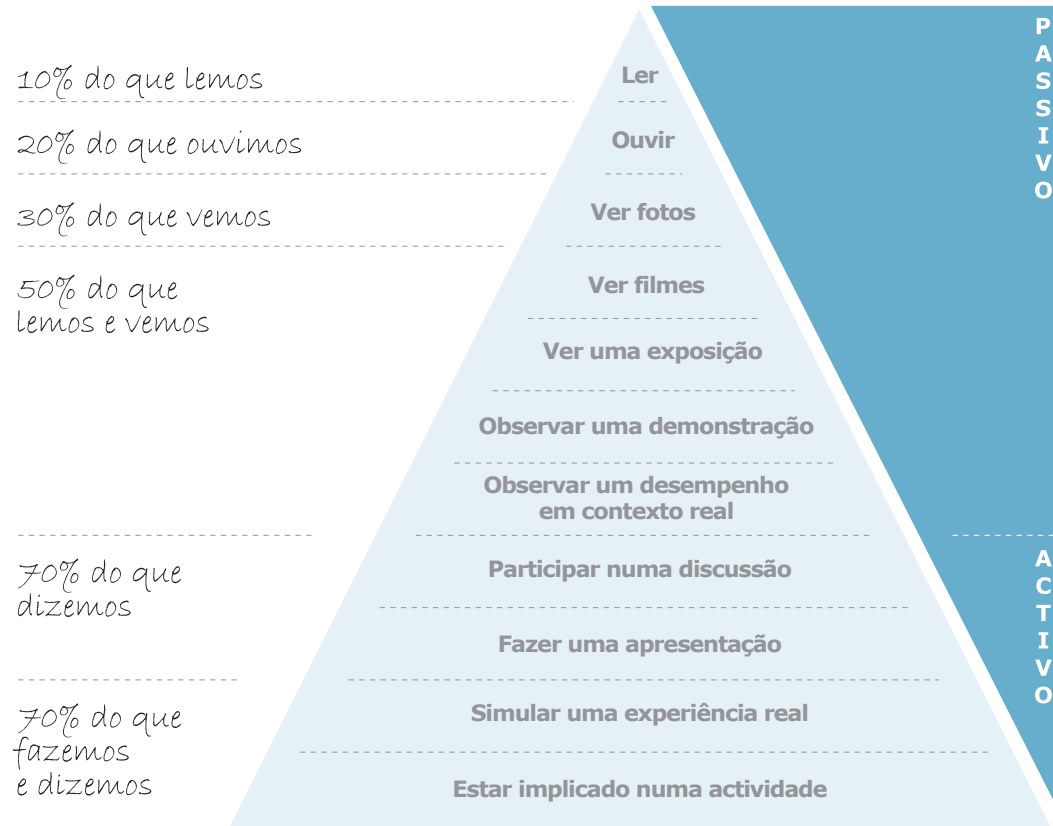 10% do que lemos
Ler
20% do que ouvimos
Ouvir
30% do que vemos
Ver fotos
50% do que
lemos e vemos
Ver filmes
Ver uma exposição
Observar uma demonstração
Observar um desempenho
em contexto real
PASSIVO
70% do que
dizemos
Participar numa discussão
Fazer uma apresentação
70% do que
fazemos
e dizemos
Simular uma experiência real
Estar implicado numa actividade
ACTIVO